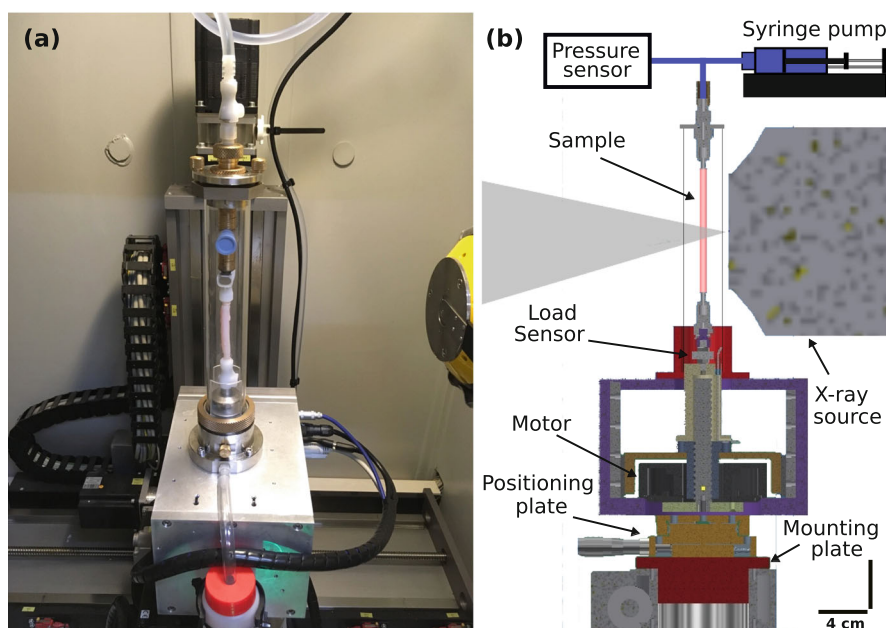 (a)
(b)
Syringe pump
Pressure
sensor
Sample
Load
Sensor
X-ray
source
Motor
Positioning
plate
Mounting
plate
4 cm